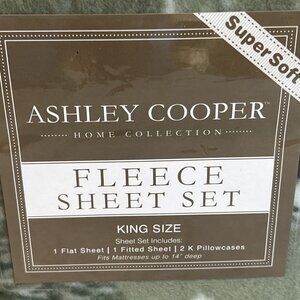 Super Soft
ASHLEY COOPER™
HOME COLLECTION
FLEECE
SHEET SET
KING SIZE
Sheet Set Includes:
1 Flat Sheet | 1 Fitted Sheet | 2 K Pillowcases
Fits Mattresses up to 14" deep